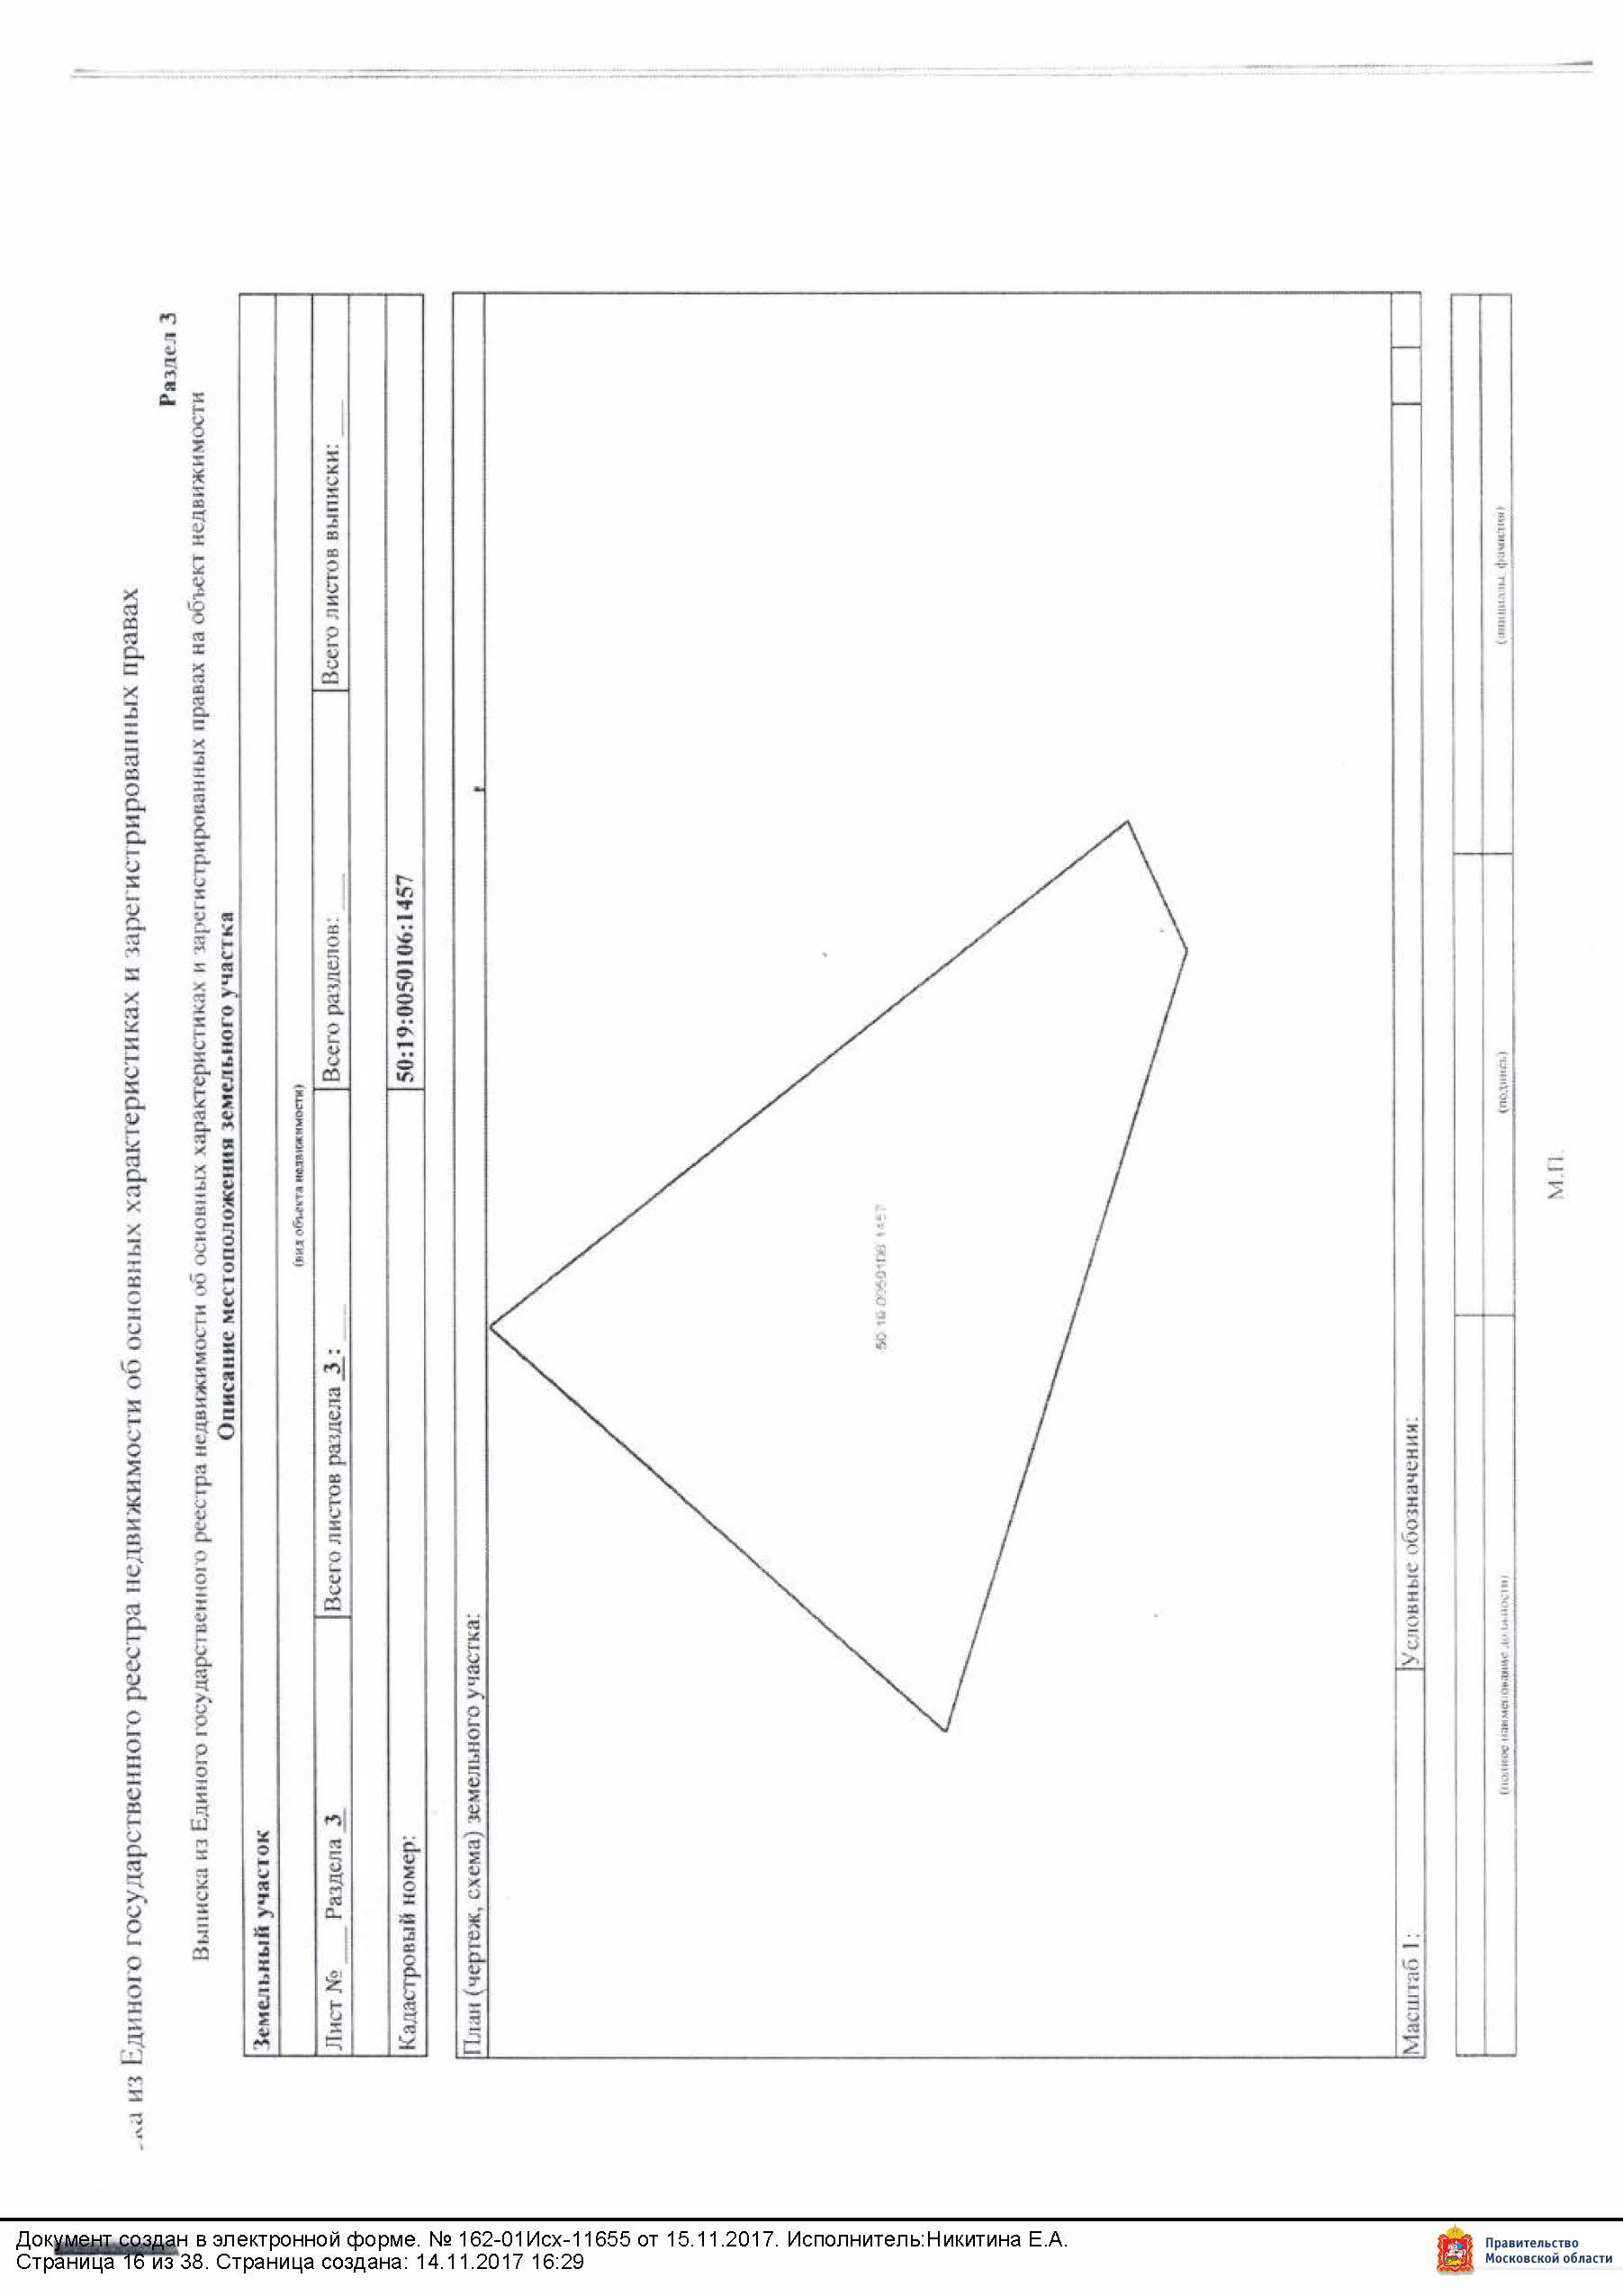 из Единого государственного реестра недвижимости об основных характеристиках и зарегистрированных правах
Раздел 3
Выписка из Единого государственного реестра недвижимости об основных характеристиках и зарегистрированных правах на объект недвижимости
Описание местоположения земельного участка
Земельный участок
(вид объекта недвижимости)
Лист № ___ Раздела 3 Всего листов раздела 3 : ___ Всего разделов: ___ Всего листов выписки: ___
Кадастровый номер: 50:19:0050106:1457
План (чертеж, схема) земельного участка:
50:19:0050106:1457
Масштаб 1: Условные обозначения:
(полное наименование должности) (подпись) (инициалы, фамилия)
М.П.
Документ создан в электронной форме. № 162-01Исх-11655 от 15.11.2017. Исполнитель:Никитина Е.А.
Страница 16 из 38. Страница создана: 14.11.2017 16:29
Правительство
Московской области